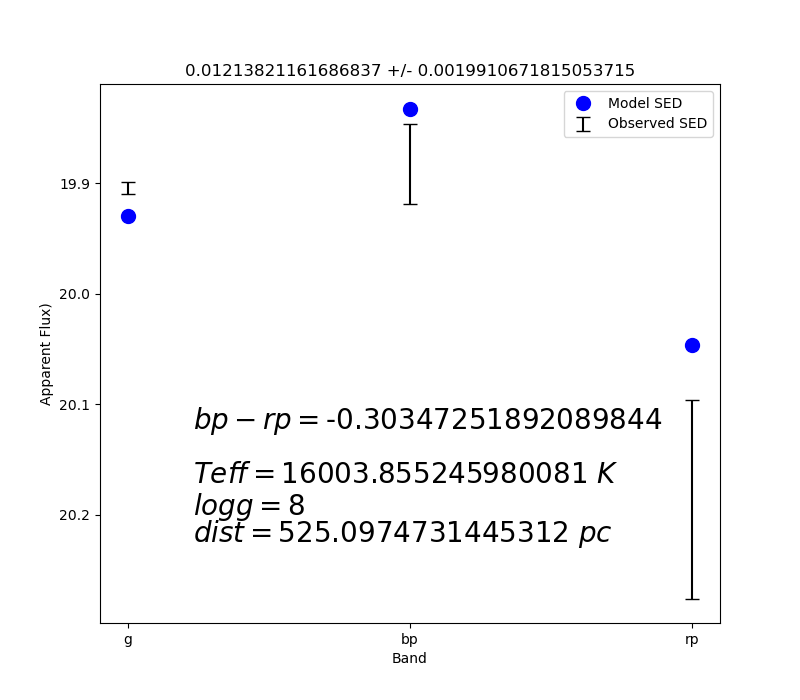 0.01213821161686837 +/- 0.0019910671815053715
Model SED
Observed SED
19.9
20.0
20.1
20.2
Apparent Flux)
bp − rp = -0.30347251892089844
Teff = 16003.855245980081 K
logg = 8
dist = 525.0974731445312 pc
g
bp
rp
Band